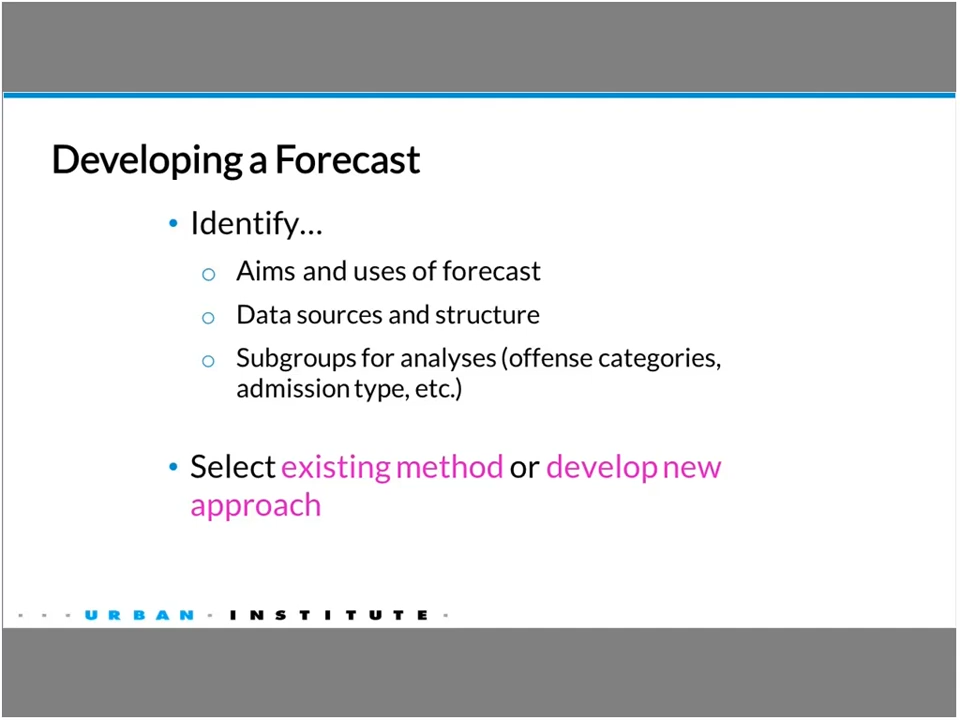 Developing a Forecast
• Identify...
o Aims and uses of forecast
o Data sources and structure
o Subgroups for analyses (offense categories,
admission type, etc.)
• Select existing method or develop new
approach
URBAN INSTITUTE